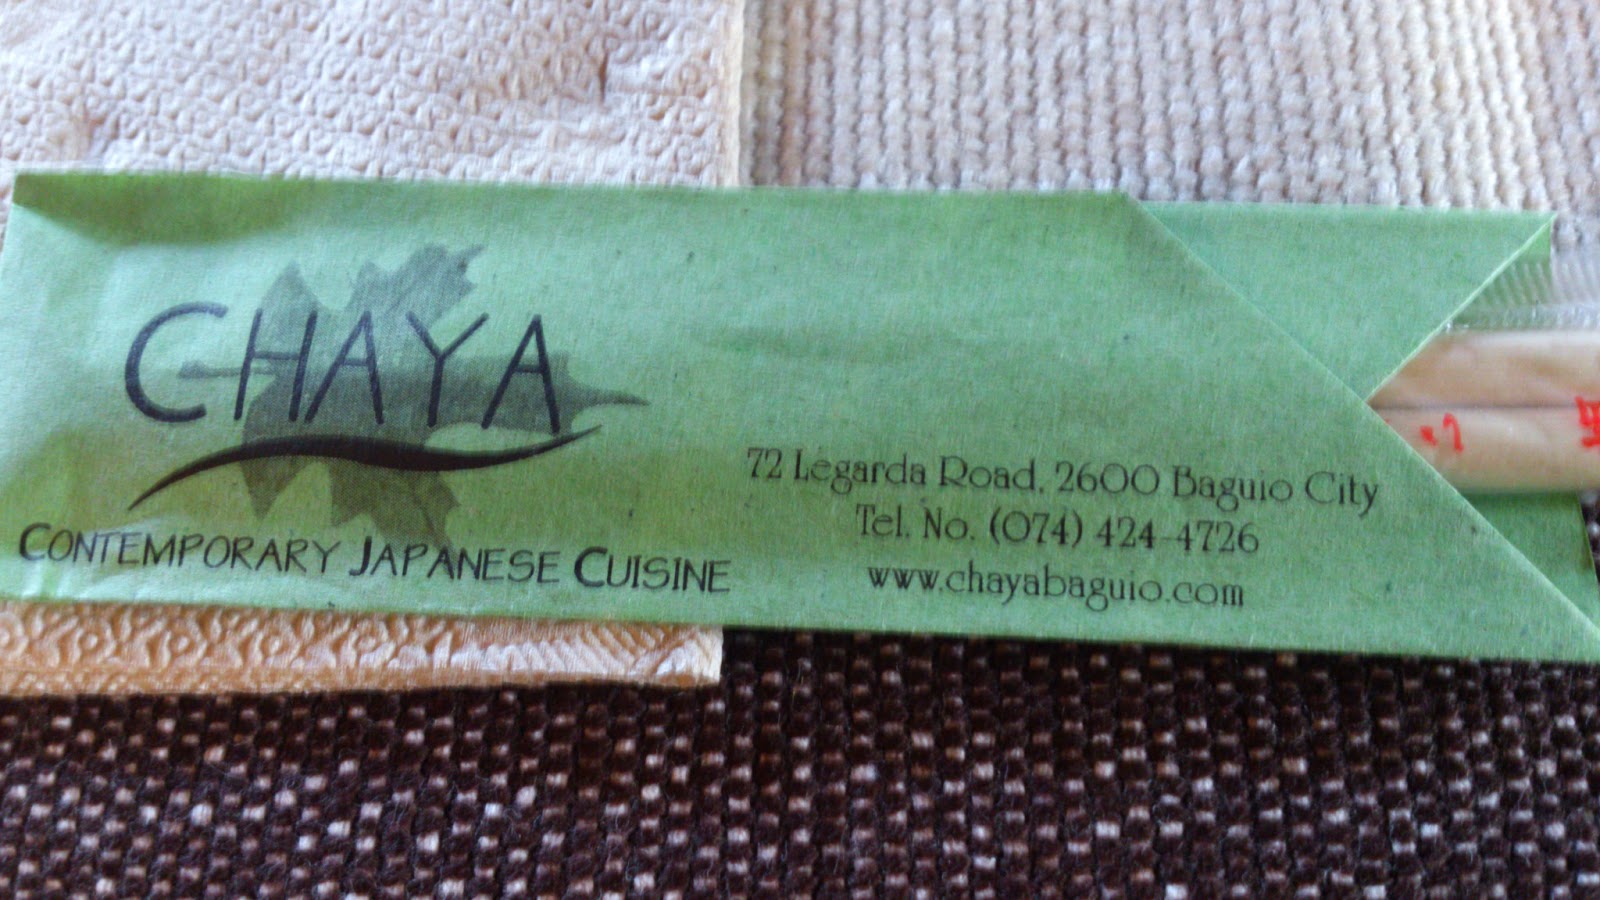 CHAYA
CONTEMPORARY JAPANESE CUISINE
72 Legarda Road, 2600 Baguio City
Tel. No. (074) 424-4726
www.chayabaguio.com